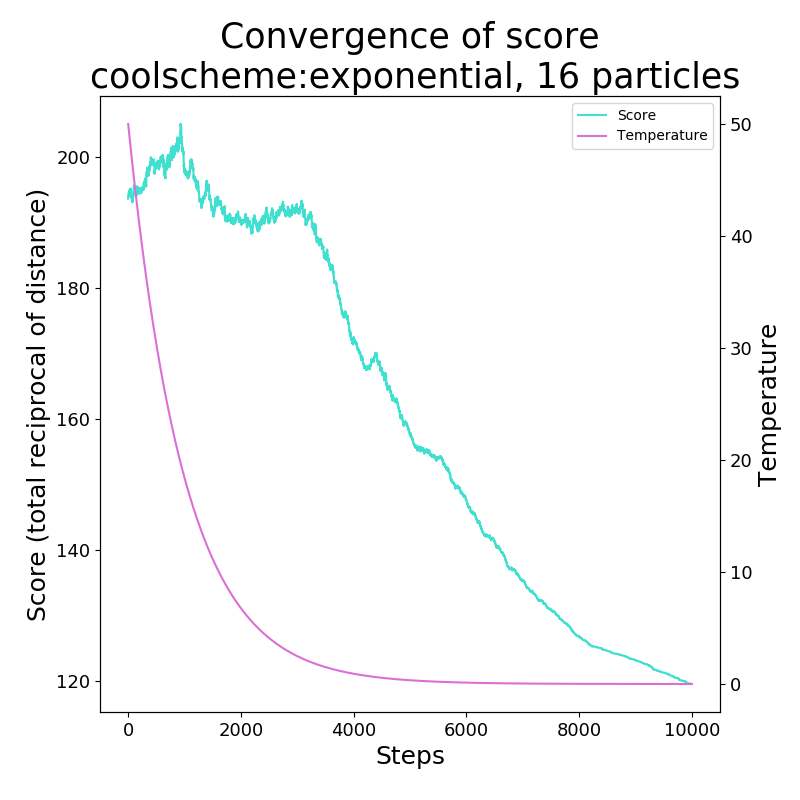 Convergence of score
coolscheme:exponential, 16 particles
Score
Temperature
Score (total reciprocal of distance)
200
180
160
140
120
50
40
30
20
10
0
Temperature
0 2000 4000 6000 8000 10000
Steps